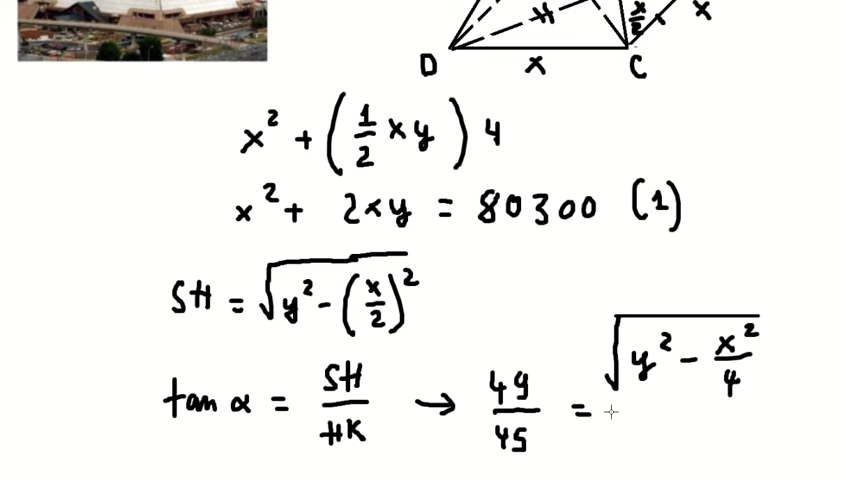 H
x/2
x
D
x
C
x² + (1/2 xy) 4
x² + 2xy = 80300 (1)
SH = √(y² - (x/2)²)
tan α = SH/HK → 49/45 = √(y² - x²/4)